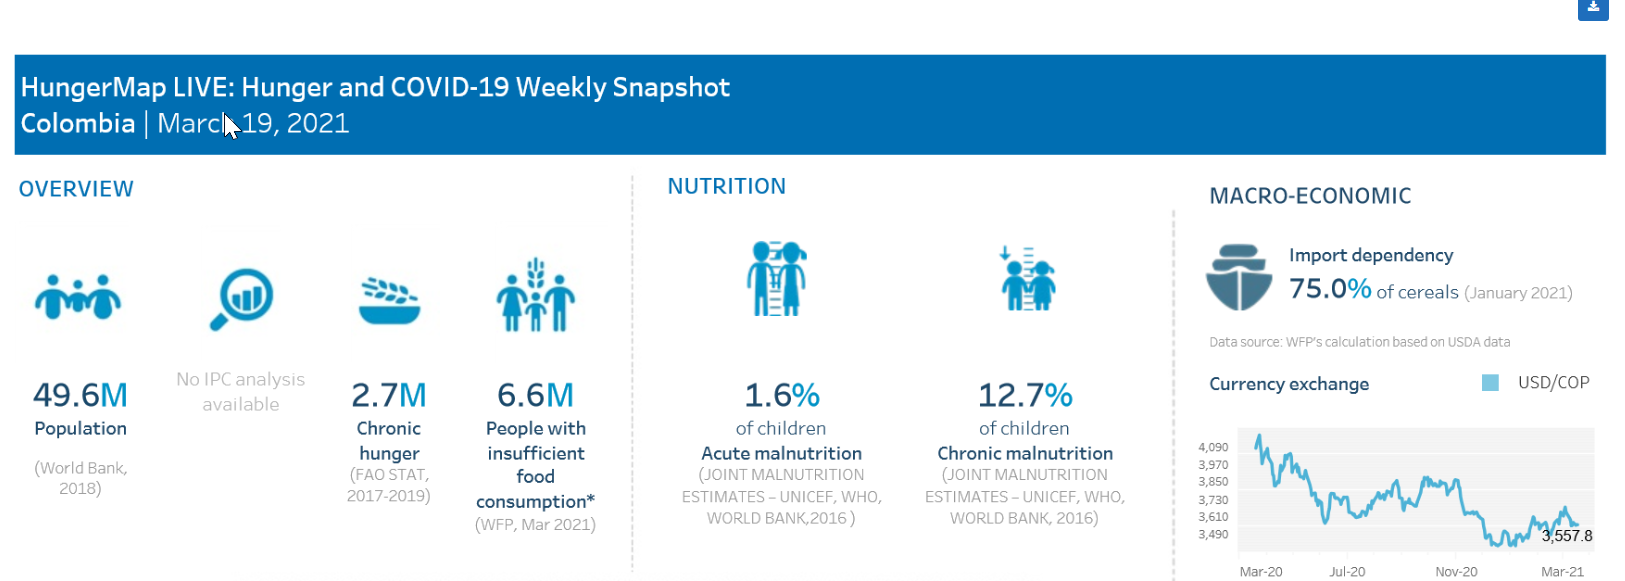 HungerMap LIVE: Hunger and COVID-19 Weekly Snapshot
Colombia | March 19, 2021
OVERVIEW
49.6M
Population
(World Bank,
2018)
No IPC analysis
available
2.7M
Chronic
hunger
(FAO STAT,
2017-2019)
6.6M
People with
insufficient
food
consumption*
(WFP, Mar 2021)
NUTRITION
1.6%
of children
Acute malnutrition
(JOINT MALNUTRITION
ESTIMATES – UNICEF, WHO,
WORLD BANK,2016 )
12.7%
of children
Chronic malnutrition
(JOINT MALNUTRITION
ESTIMATES – UNICEF, WHO,
WORLD BANK, 2016)
MACRO-ECONOMIC
Import dependency
75.0% of cereals (January 2021)
Data source: WFP's calculation based on USDA data
Currency exchange
USD/COP
4,090
3,970
3,850
3,730
3,610
3,490
3,557.8
Mar-20 Jul-20 Nov-20 Mar-21